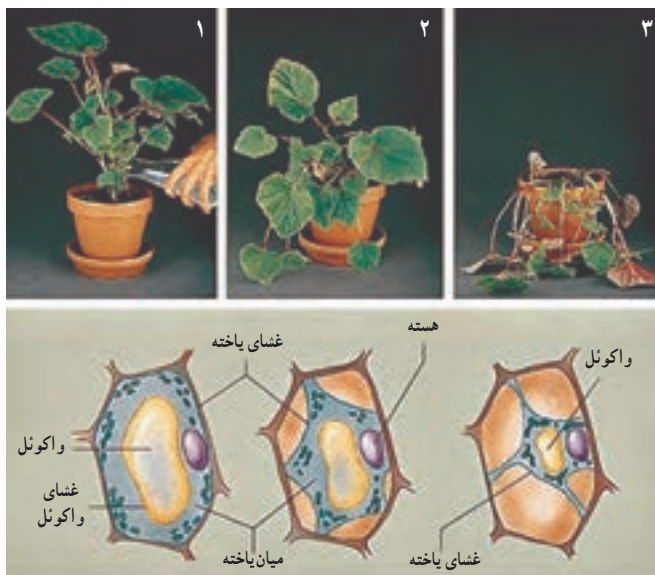 ۱
۲
۳
غشای یاخته
هسته
واکوئل
واکوئل
غشای
واکوئل
میان‌یاخته
غشای یاخته